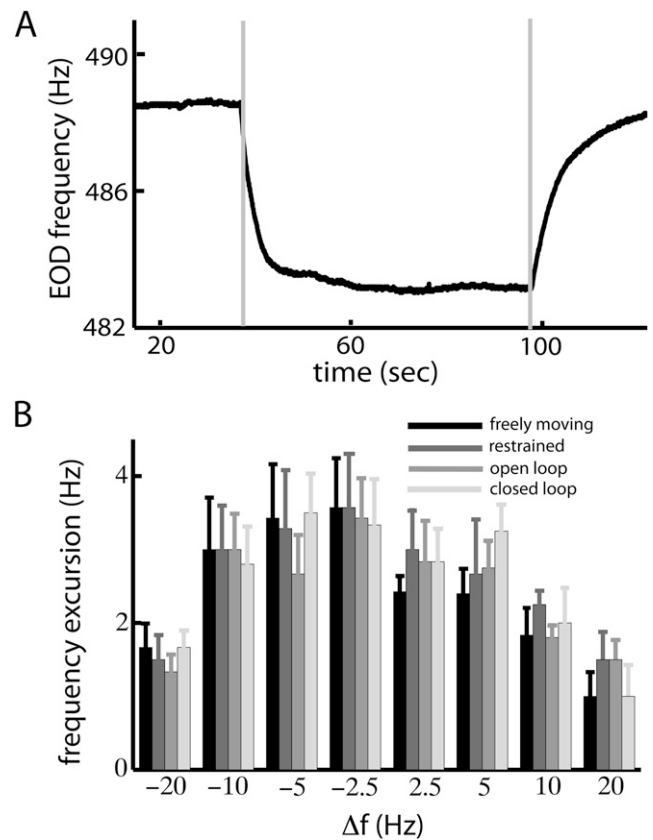 A
EOD frequency (Hz)
490
486
482
20 60 100
time (sec)
B
frequency excursion (Hz)
4
2
0
freely moving
restrained
open loop
closed loop
−20 −10 −5 −2.5 2.5 5 10 20
Δf (Hz)